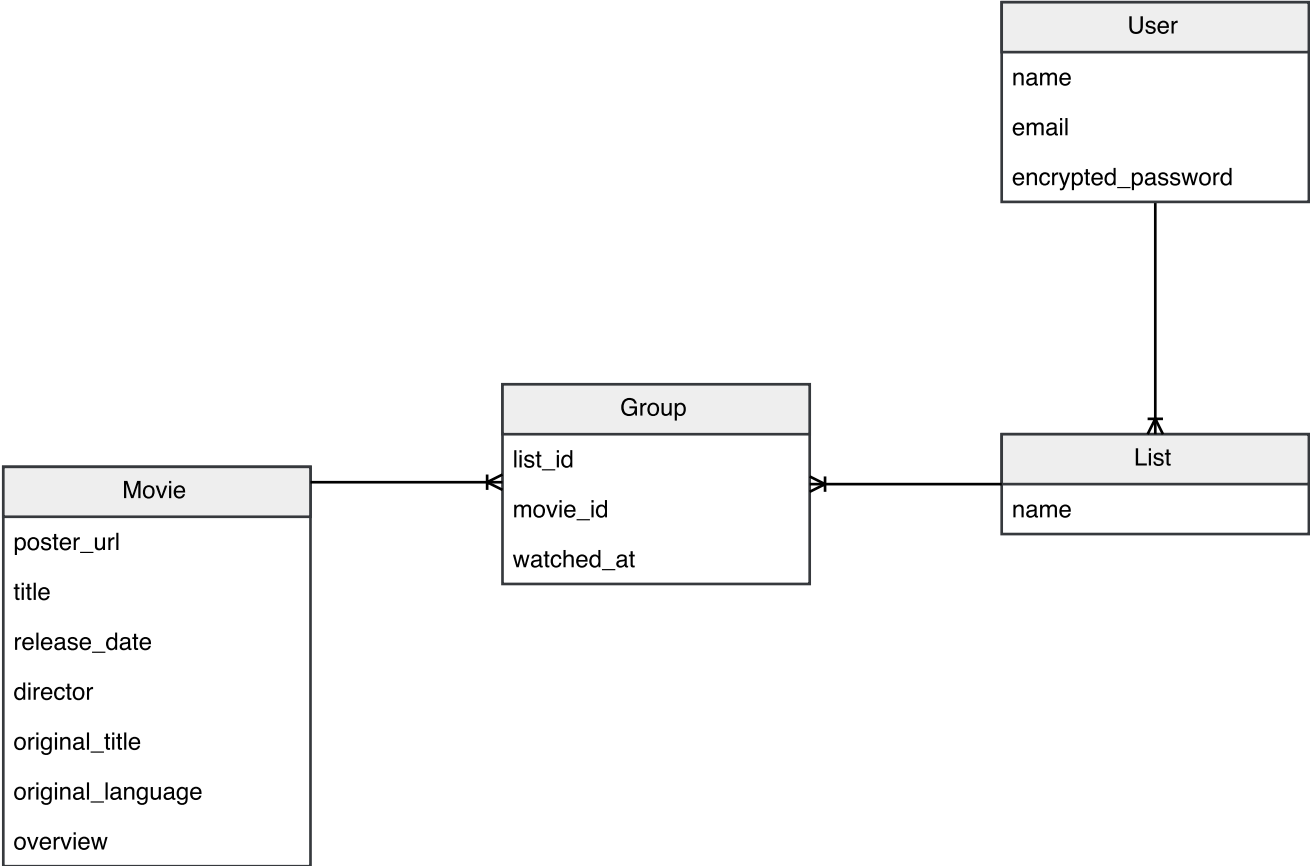 User
name
email
encrypted_password
Group
list_id
movie_id
watched_at
List
name
Movie
poster_url
title
release_date
director
original_title
original_language
overview